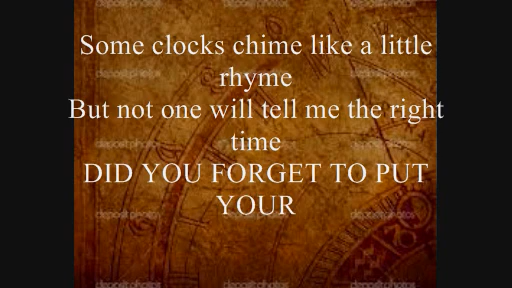 Some clocks chime like a little
rhyme
But not one will tell me the right
time
DID YOU FORGET TO PUT
YOUR